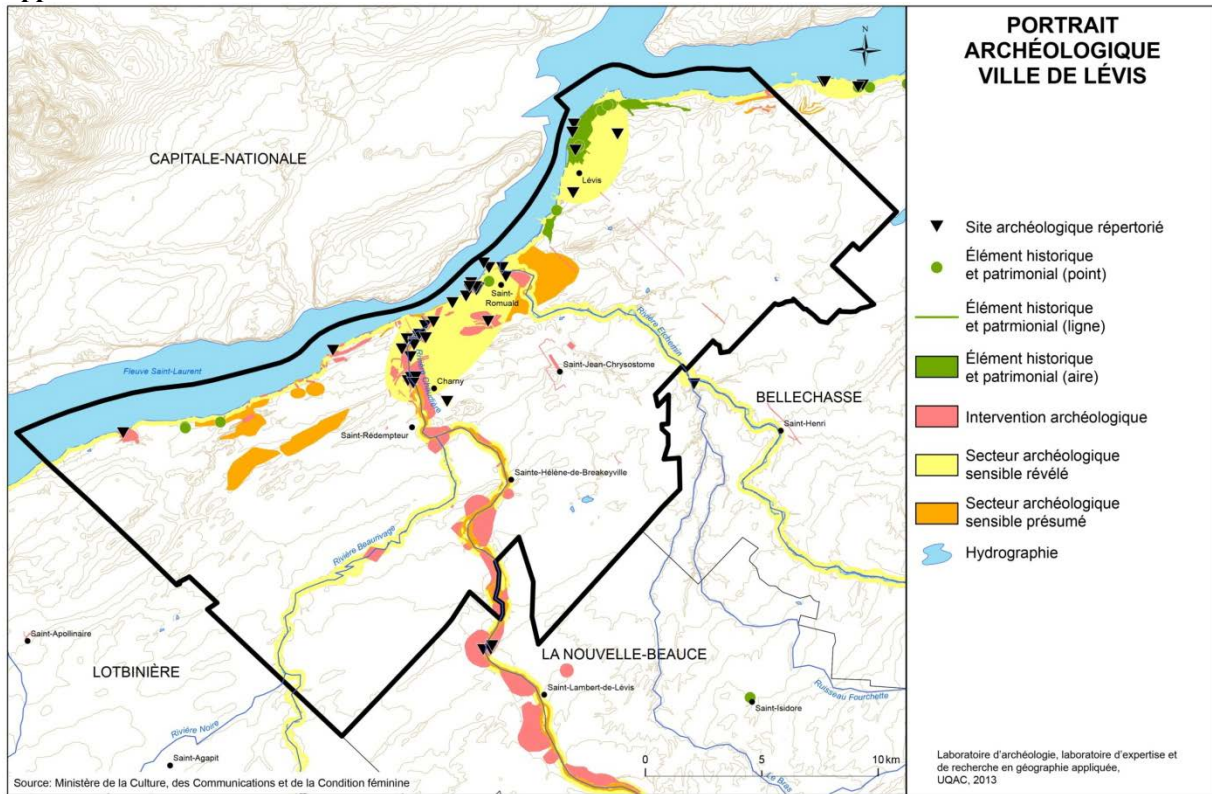 PORTRAIT
ARCHÉOLOGIQUE
VILLE DE LÉVIS
N
CAPITALE-NATIONALE
Lévis
Saint-
Romuald
Rivière Etchemin
Fleuve Saint-Laurent
Rivière Chaudière
Saint-Jean-Chrysostome
Charny
BELLECHASSE
Saint-Rédempteur
Saint-Henri
Sainte-Hélène-de-Breakeyville
Rivière Beaurivage
Saint-Apollinaire
LOTBINIÈRE
LA NOUVELLE-BEAUCE
Saint-Lambert-de-Lévis
Ruisseau Fourchette
Saint-Isidore
Rivière Noire
Saint-Agapit
Le Bras
0 5 10 km
Source: Ministère de la Culture, des Communications et de la Condition féminine
Site archéologique répertorié
Élément historique
et patrimonial (point)
Élément historique
et patrmionial (ligne)
Élément historique
et patrimonial (aire)
Intervention archéologique
Secteur archéologique
sensible révélé
Secteur archéologique
sensible présumé
Hydrographie
Laboratoire d'archéologie, laboratoire d'expertise et
de recherche en géographie appliquée,
UQAC, 2013